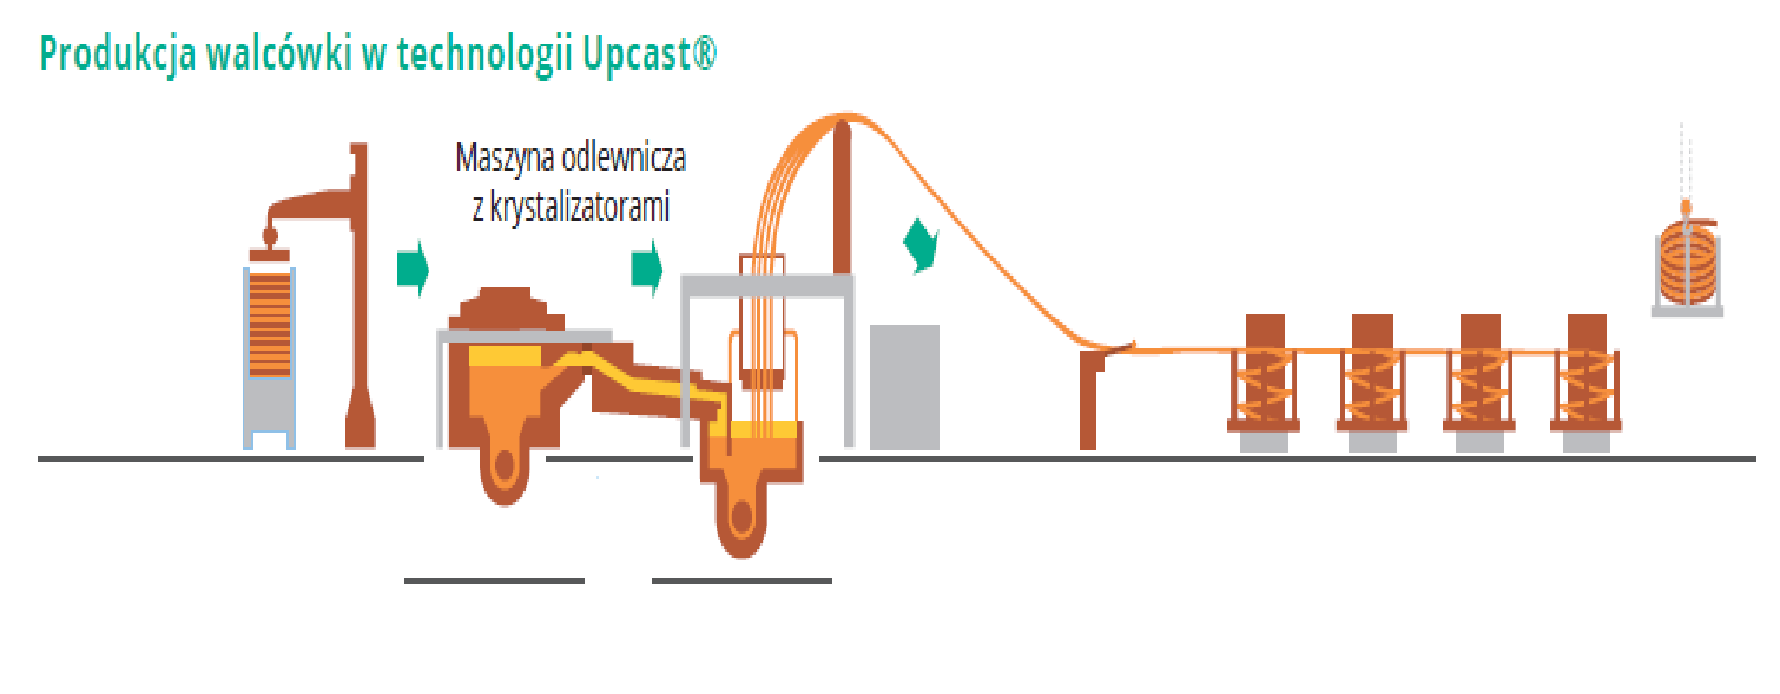 Produkcja walcówki w technologii Upcast®
Maszyna odlewnicza
z krystalizatorami